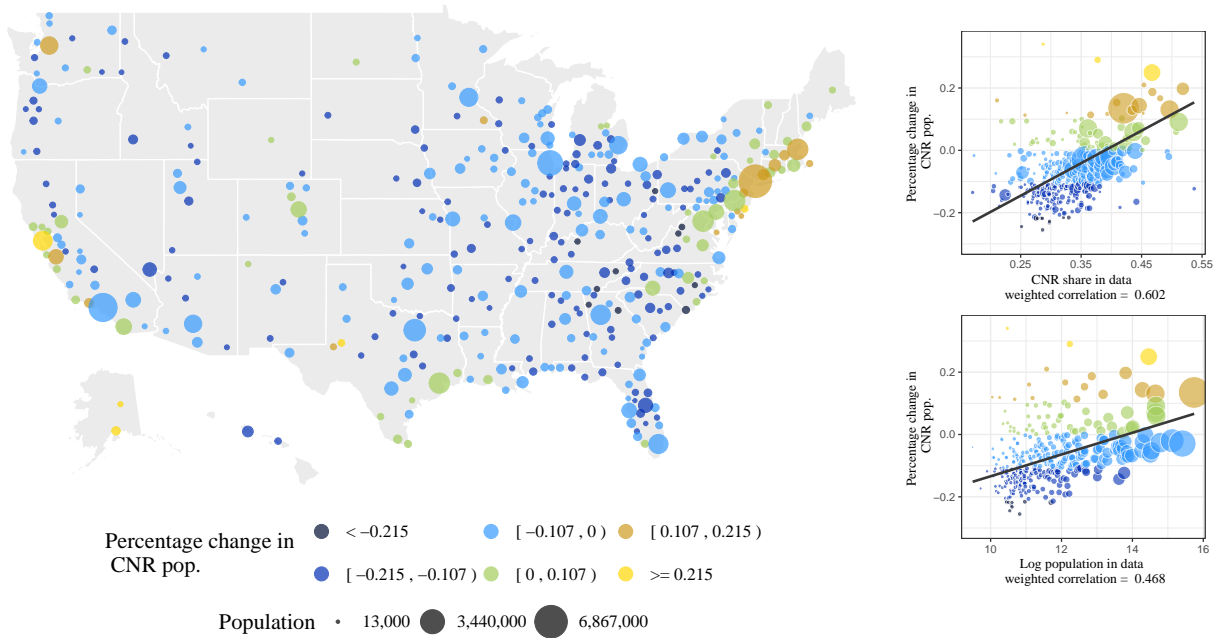 Percentage change in
CNR pop.
< −0.215
[ −0.107 , 0 )
[ 0.107 , 0.215 )
[ −0.215 , −0.107 )
[ 0 , 0.107 )
>= 0.215
Population
13,000
3,440,000
6,867,000
Percentage change in
CNR pop.
0.2
0.0
−0.2
0.25
0.35
0.45
0.55
CNR share in data
weighted correlation = 0.602
Percentage change in
CNR pop.
0.2
0.0
−0.2
10
12
14
16
Log population in data
weighted correlation = 0.468